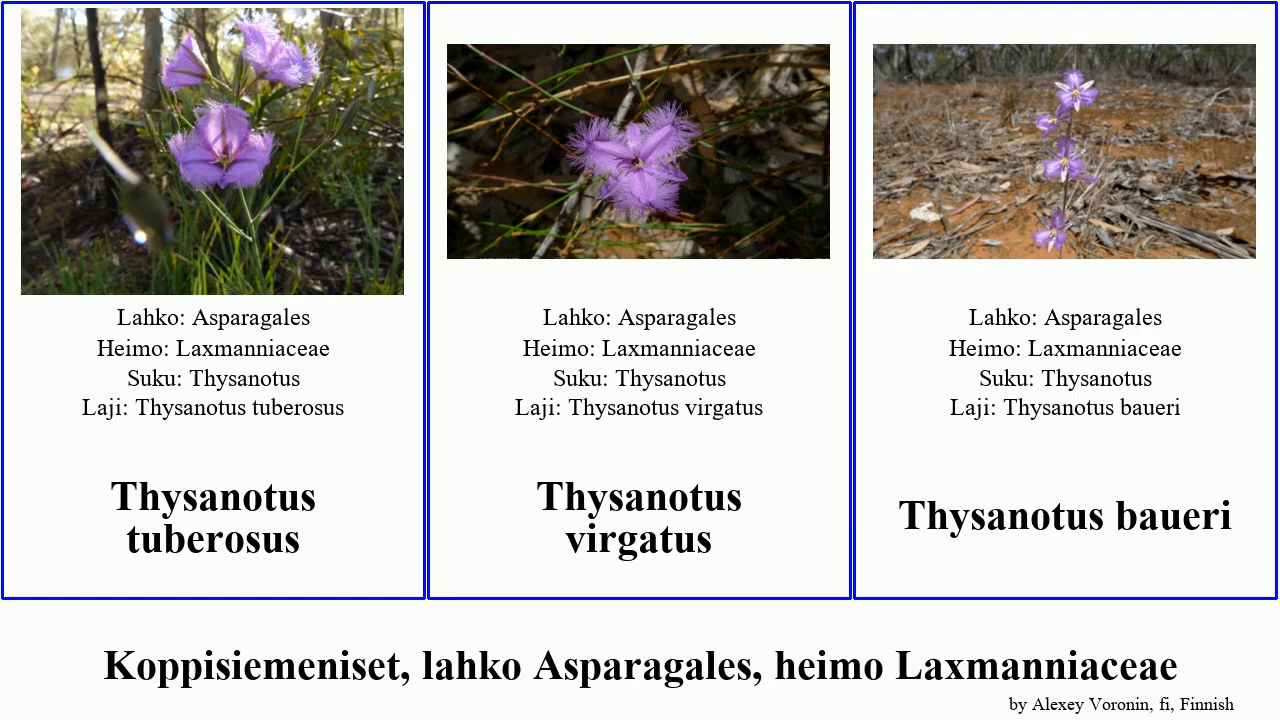 Lahko: Asparagales
Heimo: Laxmanniaceae
Suku: Thysanotus
Laji: Thysanotus tuberosus
Thysanotus
tuberosus
Lahko: Asparagales
Heimo: Laxmanniaceae
Suku: Thysanotus
Laji: Thysanotus virgatus
Thysanotus
virgatus
Lahko: Asparagales
Heimo: Laxmanniaceae
Suku: Thysanotus
Laji: Thysanotus baueri
Thysanotus baueri
Koppisiemeniset, lahko Asparagales, heimo Laxmanniaceae
by Alexey Voronin, fi, Finnish